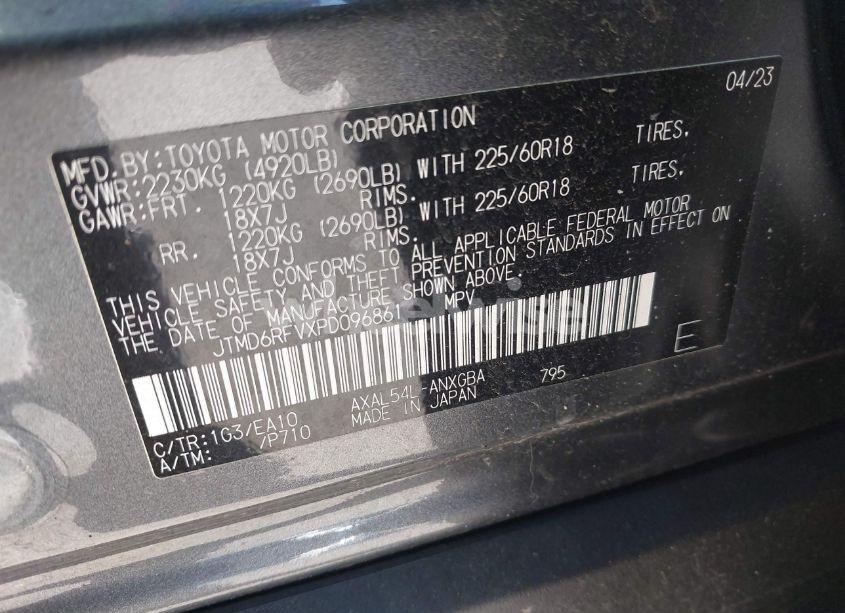 04/23
MFD.BY:TOYOTA MOTOR CORPORATION
GVWR:2230KG (4920LB)
GAWR:FRT. 1220KG (2690LB) WITH 225/60R18 TIRES,
18X7J RIMS.
RR. 1220KG (2690LB) WITH 225/60R18 TIRES,
18X7J RIMS.
THIS VEHICLE CONFORMS TO ALL APPLICABLE FEDERAL MOTOR
VEHICLE SAFETY AND THEFT PREVENTION STANDARDS IN EFFECT ON
THE DATE OF MANUFACTURE SHOWN ABOVE.
JTMD6RFVXPD096861 MPV
E
C/TR:1G3/EA10 AXAL54L-ANXGBA 795
A/TM: /P710 MADE IN JAPAN